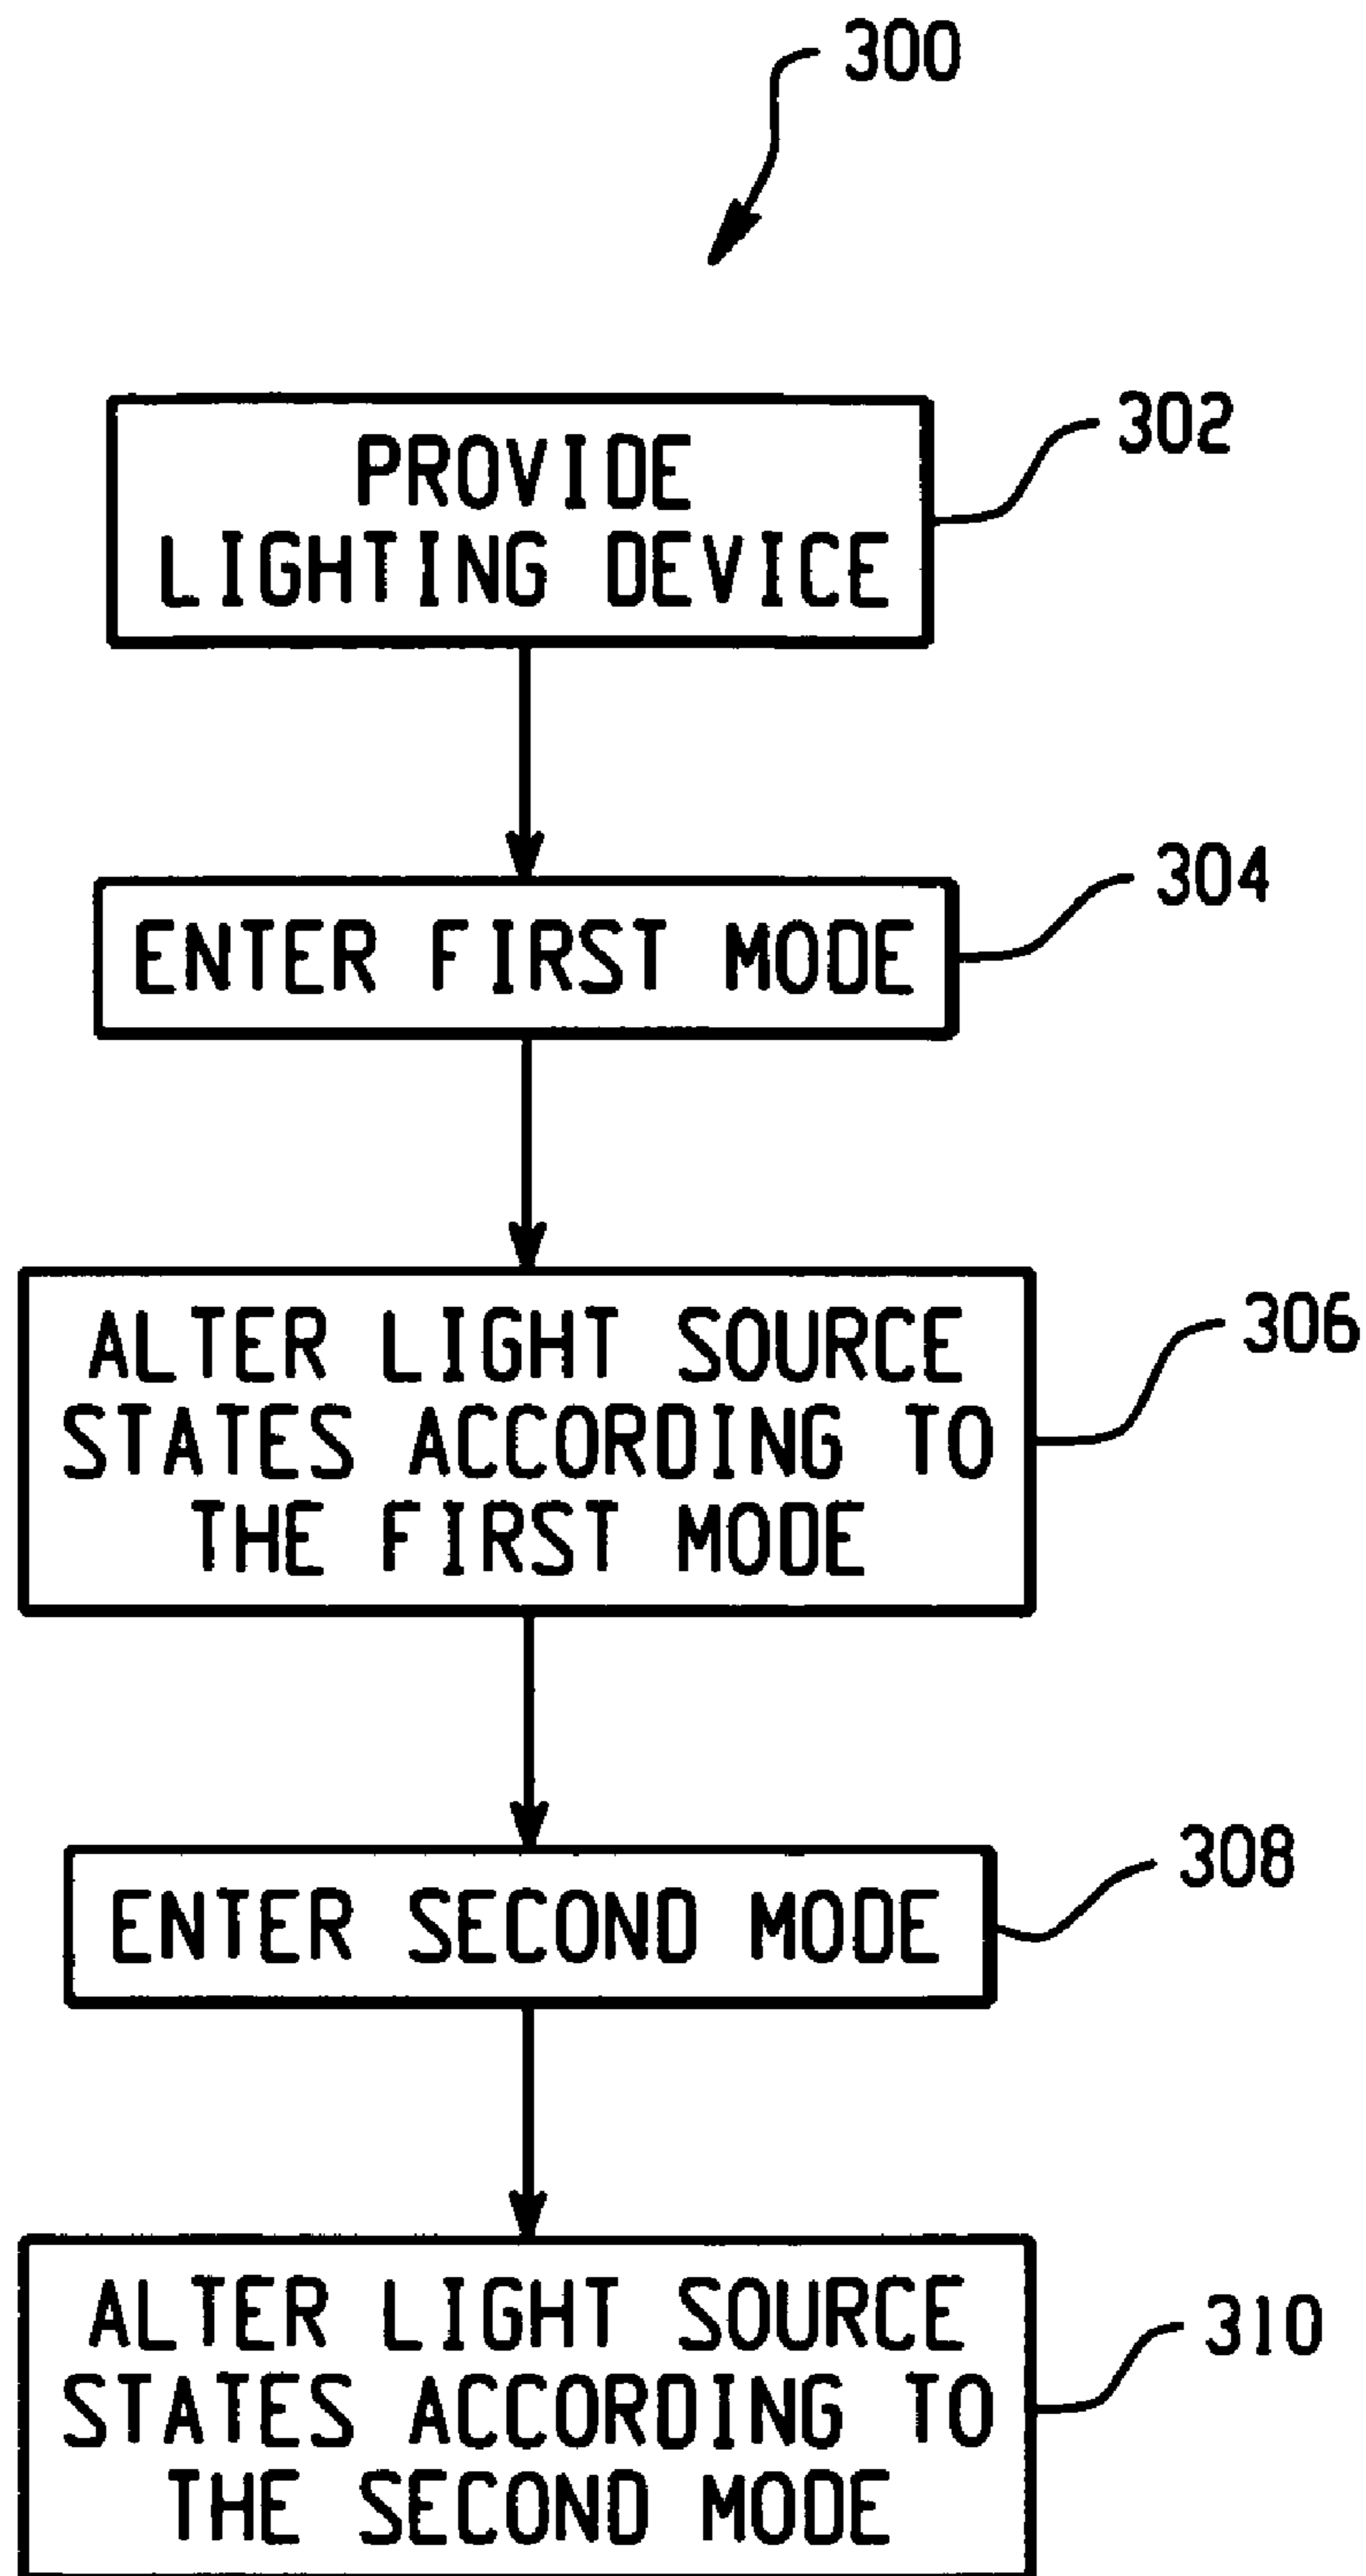 300
PROVIDE
LIGHTING DEVICE
302
ENTER FIRST MODE
304
ALTER LIGHT SOURCE
STATES ACCORDING TO
THE FIRST MODE
306
ENTER SECOND MODE
308
ALTER LIGHT SOURCE
STATES ACCORDING TO
THE SECOND MODE
310